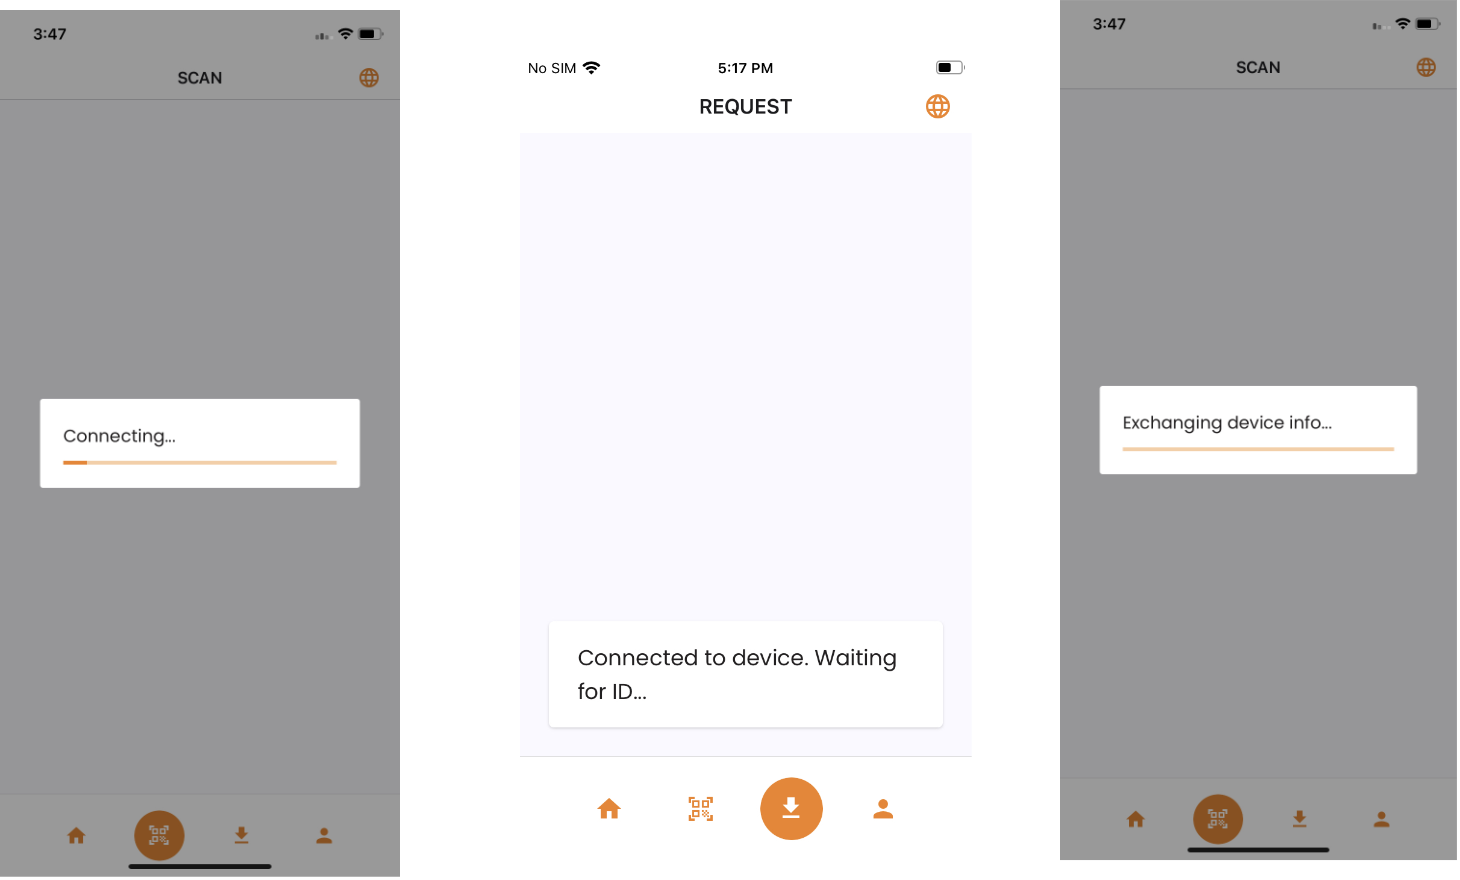 3:47
SCAN
Connecting...
No SIM
5:17 PM
REQUEST
Connected to device. Waiting
for ID...
3:47
SCAN
Exchanging device info...